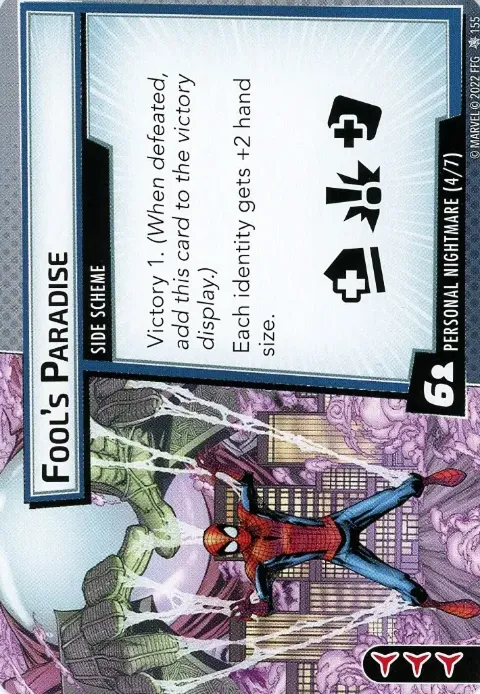 FOOL'S PARADISE
SIDE SCHEME
Victory 1. (When defeated,
add this card to the victory
display.)
Each identity gets +2 hand
size.
6
PERSONAL NIGHTMARE (4/7)
© MARVEL © 2022 FFG 155